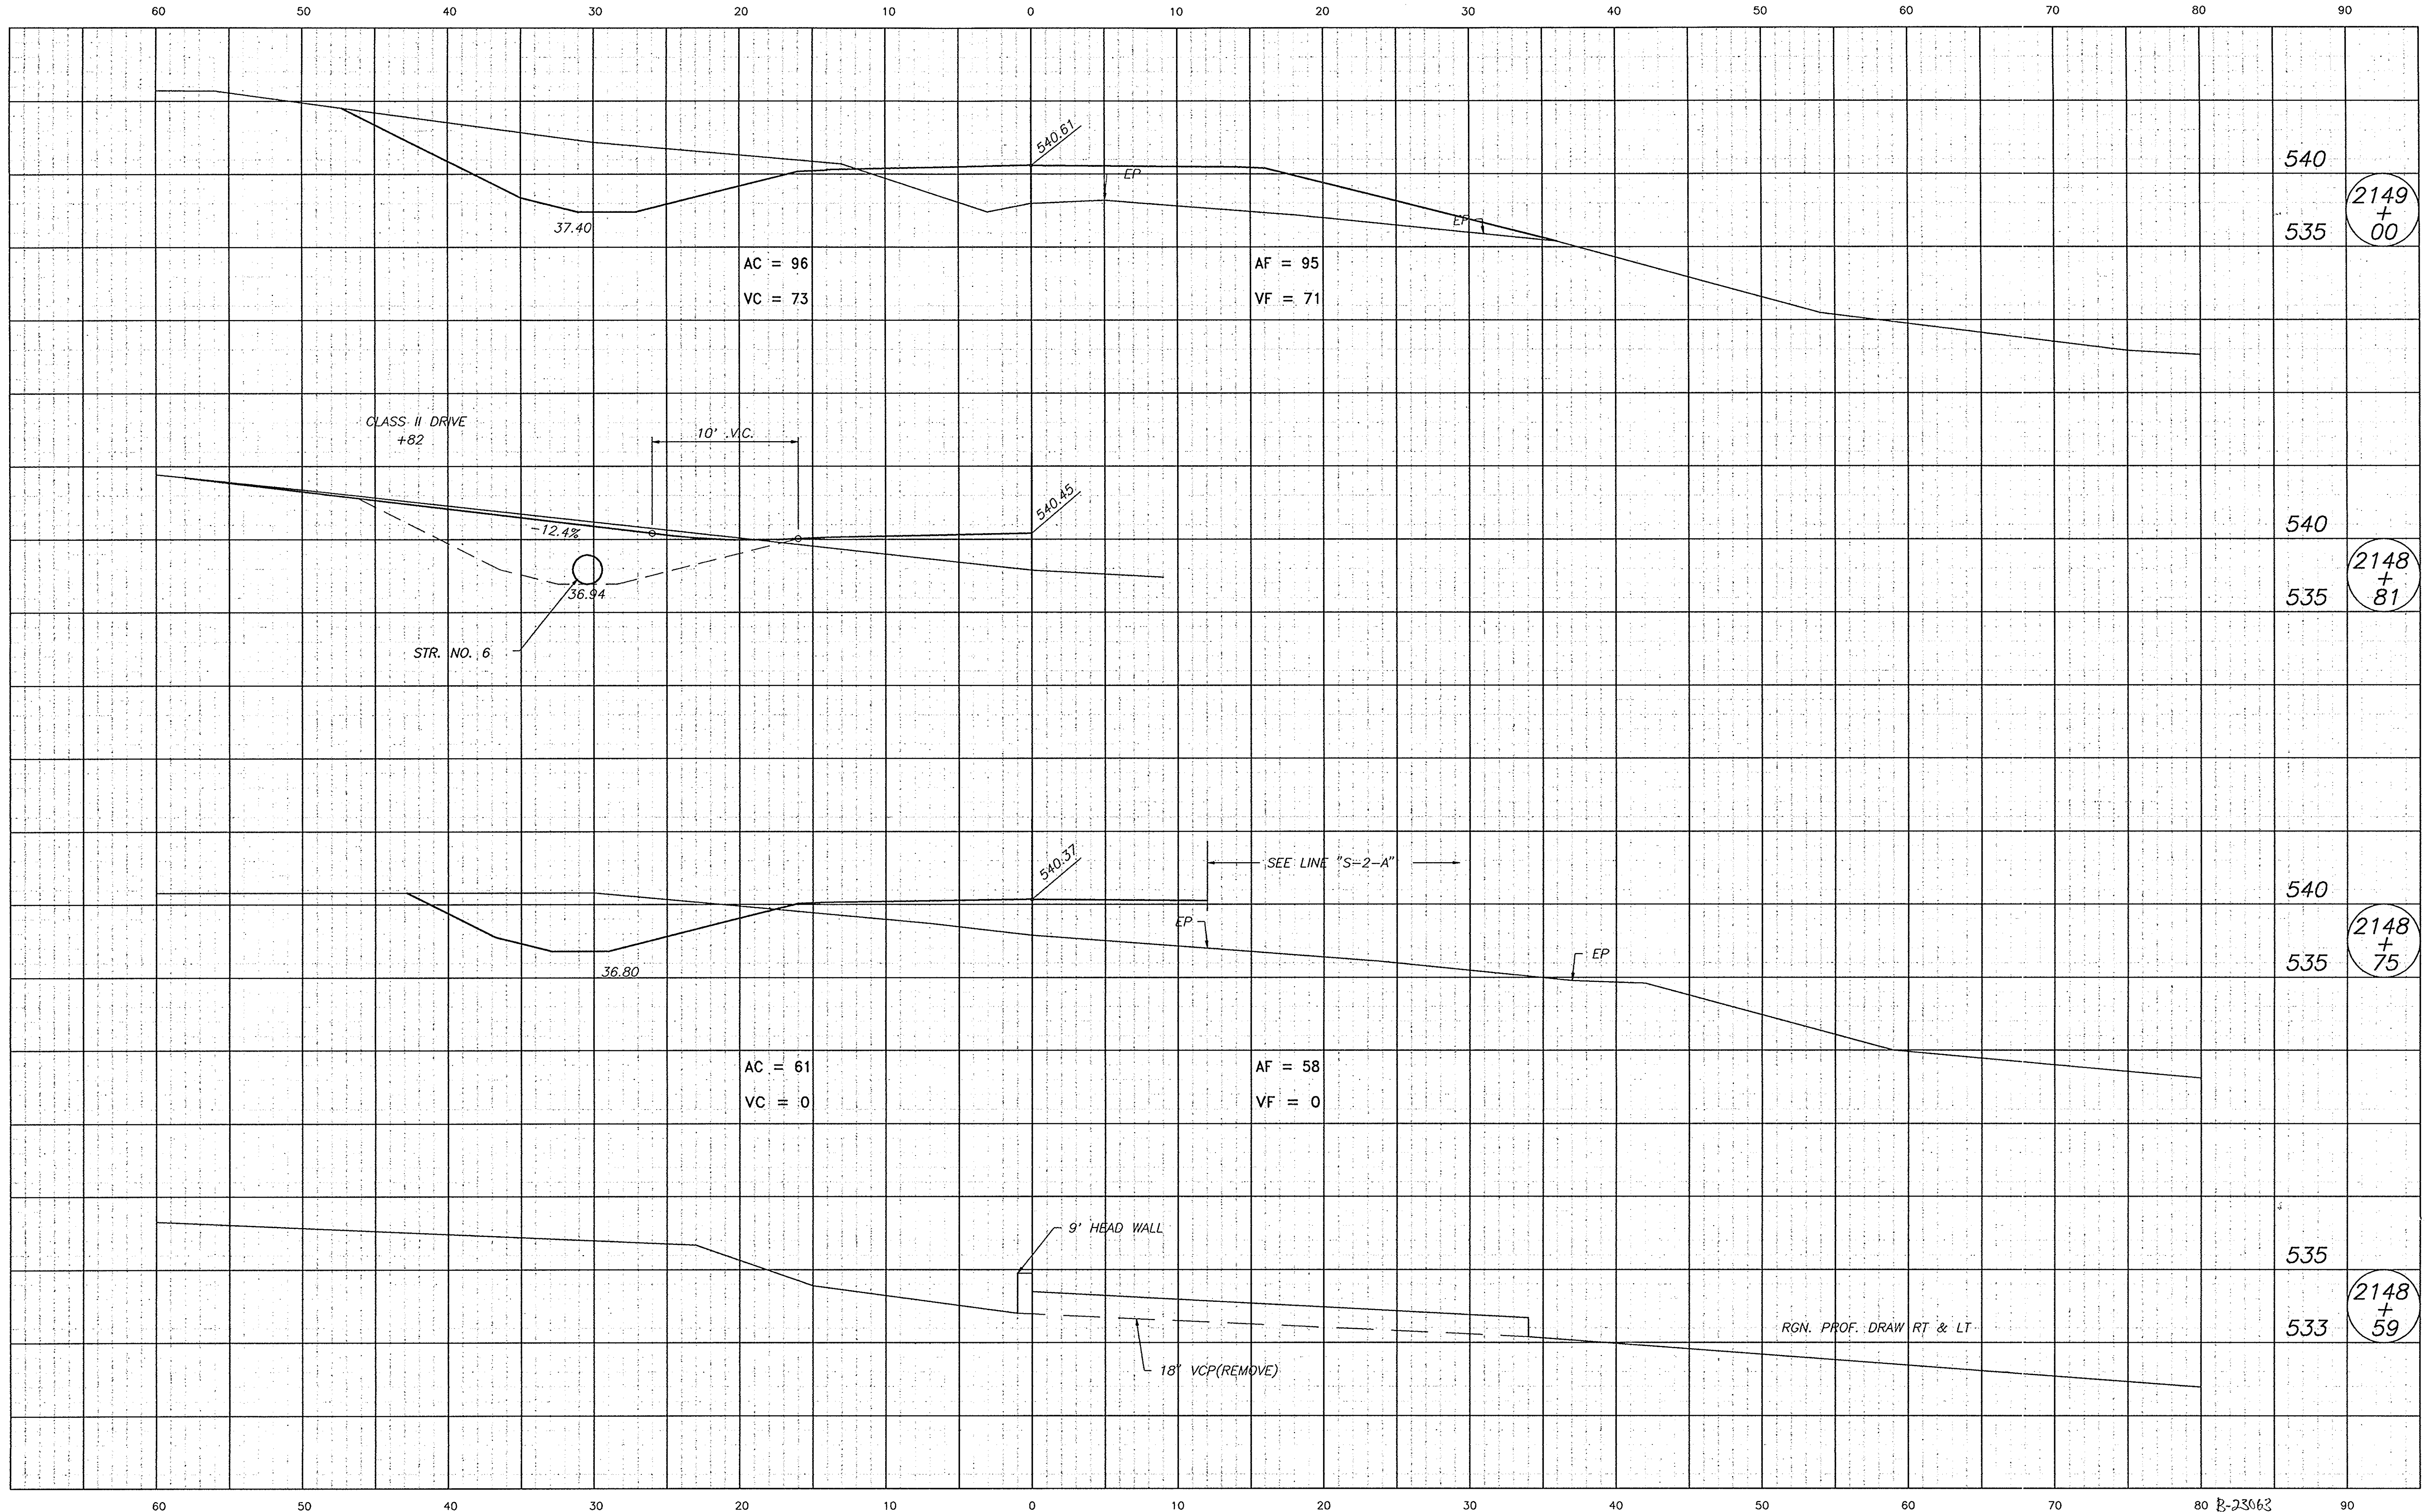 60 50 40 30 20 10 0 10 20 30 40 50 60 70 80 90
540.61
540
EP
2149
+
00
EP
37.40
535
AC = 96
AF = 95
VC = 73
VF = 71
CLASS II DRIVE
+82
10' V.C.
540.45
540
-12.4%
2148
+
81
36.94
535
STR. NO. 6
540.37
SEE LINE "S-2-A"
540
EP
2148
+
75
EP
36.80
535
AC = 61
AF = 58
VC = 0
VF = 0
9' HEAD WALL
535
2148
+
59
RGN. PROF. DRAW RT & LT
533
18" VCP(REMOVE)
60 50 40 30 20 10 0 10 20 30 40 50 60 70 80 90
B-23063